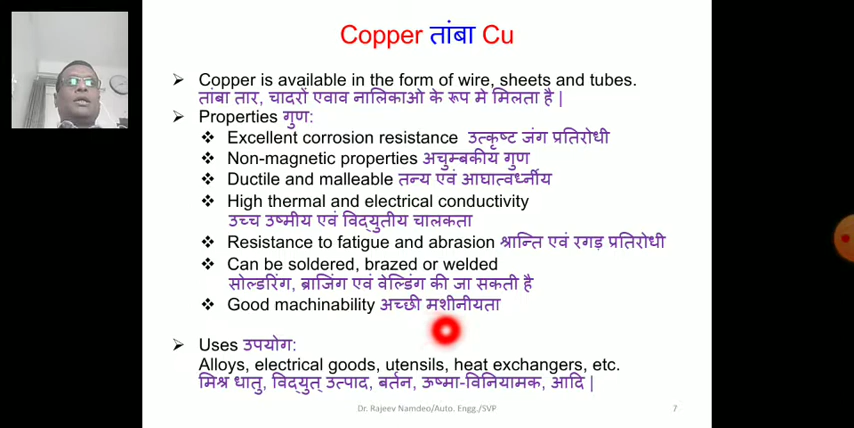 Copper तांबा Cu
Copper is available in the form of wire, sheets and tubes.
तांबा तार, चादरों एवाव नालिकाओ के रूप मे मिलता है |
Properties गुण:
Excellent corrosion resistance उत्कृष्ट जंग प्रतिरोधी
Non-magnetic properties अचुम्बकीय गुण
Ductile and malleable तन्य एवं आघात्वर्ध्नीय
High thermal and electrical conductivity
उच्च उष्मीय एवं विद्युतीय चालकता
Resistance to fatigue and abrasion श्रान्ति एवं रगड़ प्रतिरोधी
Can be soldered, brazed or welded
सोल्डरिंग, ब्राजिंग एवं वेल्डिंग की जा सकती है
Good machinability अच्छी मशीनीयता
Uses उपयोग:
Alloys, electrical goods, utensils, heat exchangers, etc.
मिश्र धातु, विद्युत् उत्पाद, बर्तन, ऊष्मा-विनियामक, आदि |
Dr. Rajeev Namdeo/Auto. Engg./SVP 7